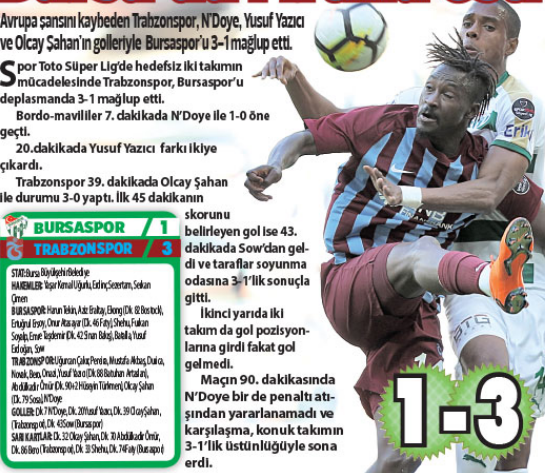 Avrupa şansını kaybeden Trabzonspor, N'Doye, Yusuf Yazıcı
ve Olcay Şahan'ın golleriyle Bursaspor'u 3-1 mağlup etti.
Spor Toto Süper Lig'de hedefsiz iki takımın
mücadelesinde Trabzonspor, Bursaspor'u
deplasmanda 3-1 mağlup etti.
Bordo-mavililer 7. dakikada N'Doye ile 1-0 öne
geçti.
20.dakikada Yusuf Yazıcı farkı ikiye
çıkardı.
Trabzonspor 39. dakikada Olcay Şahan
ile durumu 3-0 yaptı. İlk 45 dakikanın
skorunu
belirleyen gol ise 43.
dakikada Sow'dan gel-
di ve taraflar soyunma
odasına 3-1'lik sonuçla
gitti.
İkinci yarıda iki
takım da gol pozisyon-
larına girdi fakat gol
gelmedi.
Maçın 90. dakikasında
N'Doye bir de penaltı atı-
şından yararlanamadı ve
karşılaşma, konuk takımın
3-1'lik üstünlüğüyle sona
erdi.
BURSASPOR 1
TRABZONSPOR 3
STAT: Bursa Büyükşehir Belediye
HAKEMLER: Yaşar Kemal Uğurlu, Erdinç Sezertam, Serkan
Çimen
BURSASPOR: Harun Tekin, Aziz Eraltay, Ekong (Dk. 82 Bostock),
Ertuğrul Ersoy, Onur Atasayar (Dk. 46 Faty), Shehu, Furkan
Soyalp, Emre Taşdemir (Dk. 42 Sinan Bakış), Batalla, Yusuf
Erdoğan, Sow
TRABZONSPOR: Uğurcan Çakır, Pereira, Mustafa Akbaş, Durica,
Novak, Bero, Onazi, Yusuf Yazıcı (Dk. 88 Batuhan Artarslan),
Abdülkadir Ömür (Dk. 90+2 Hüseyin Türkmen), Olcay Şahan
(Dk. 79 Sosa), N'Doye
GOLLER: Dk. 7 N'Doye, Dk. 20 Yusuf Yazıcı, Dk. 39 Olcay Şahan,
(Trabzonspor), Dk. 43 Sow (Bursaspor)
SARI KARTLAR: Dk. 32 Okay Şahan, Dk. 70 Abdülkadir Ömür,
Dk. 86 Bero (Trabzonspor), Dk. 33 Shehu, Dk. 74 Faty (Bursaspor)
Erik
BTG
1-3